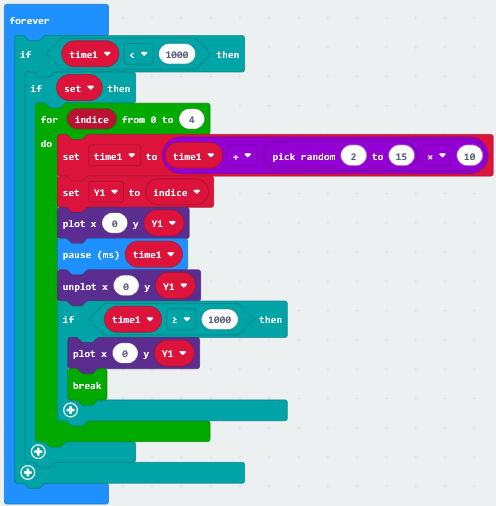 forever
if time1 < 1000 then
if set then
for indice from 0 to 4
do
set time1 to time1 + pick random 2 to 15 × 10
set Y1 to indice
plot x 0 y Y1
pause (ms) time1
unplot x 0 y Y1
if time1 ≥ 1000 then
plot x 0 y Y1
break